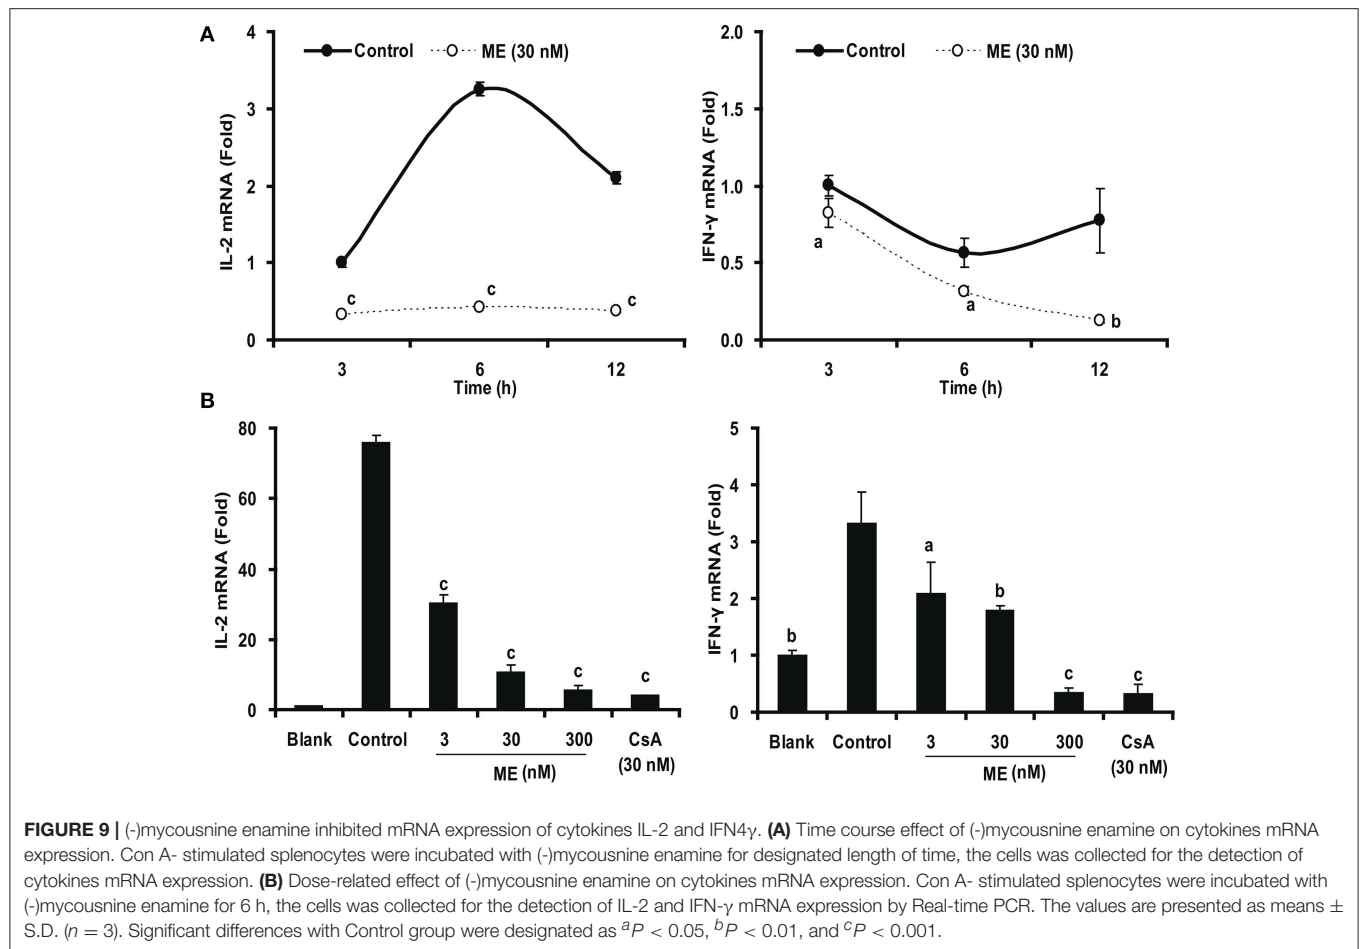 A
4
3
2
1
0
IL-2 mRNA (Fold)
Control
ME (30 nM)
c
c
c
3
6
12
Time (h)
2.0
1.5
1.0
0.5
0.0
IFN-γ mRNA (Fold)
Control
ME (30 nM)
a
a
b
3
6
12
Time (h)
B
80
60
40
20
0
IL-2 mRNA (Fold)
c
c
c
c
Blank
Control
3
30
300
CsA
(30 nM)
ME (nM)
5
4
3
2
1
0
IFN-γ mRNA (Fold)
b
a
b
c
c
Blank
Control
3
30
300
CsA
(30 nM)
ME (nM)
FIGURE 9 | (-)mycousnine enamine inhibited mRNA expression of cytokines IL-2 and IFN4γ. (A) Time course effect of (-)mycousnine enamine on cytokines mRNA
expression. Con A- stimulated splenocytes were incubated with (-)mycousnine enamine for designated length of time, the cells was collected for the detection of
cytokines mRNA expression. (B) Dose-related effect of (-)mycousnine enamine on cytokines mRNA expression. Con A- stimulated splenocytes were incubated with
(-)mycousnine enamine for 6 h, the cells was collected for the detection of IL-2 and IFN-γ mRNA expression by Real-time PCR. The values are presented as means ±
S.D. (n = 3). Significant differences with Control group were designated as aP < 0.05, bP < 0.01, and cP < 0.001.